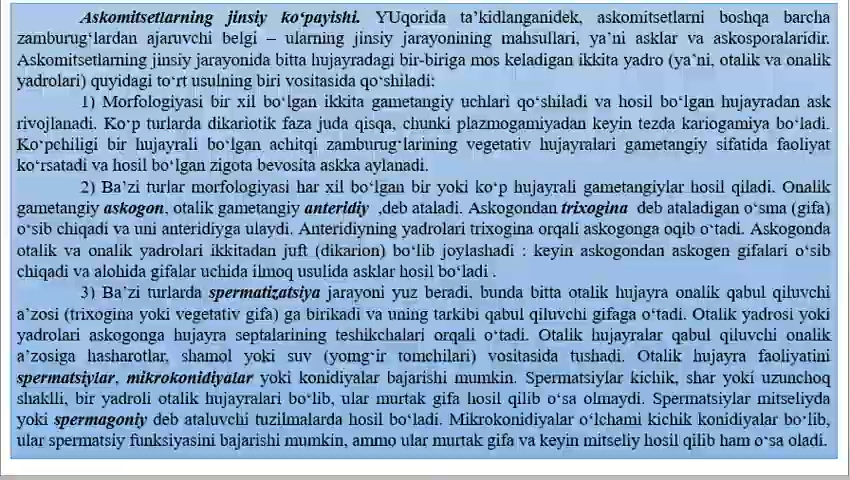 Askomitsetlarning jinsiy ko‘payishi. YUqorida ta’kidlanganidek, askomitsetlarni boshqa barcha
zamburug‘lardan ajaruvchi belgi – ularning jinsiy jarayonining mahsullari, ya’ni asklar va askosporalaridir.
Askomitsetlarning jinsiy jarayonida bitta hujayradagi bir-biriga mos keladigan ikkita yadro (ya’ni, otalik va onalik
yadrolari) quyidagi to‘rt usulning biri vositasida qo‘shiladi:
1) Morfologiyasi bir xil bo‘lgan ikkita gametangiy uchlari qo‘shiladi va hosil bo‘lgan hujayradan ask
rivojlanadi. Ko‘p turlarda dikariotik faza juda qisqa, chunki plazmogamiyadan keyin tezda kariogamiya bo‘ladi.
Ko‘pchiligi bir hujayrali bo‘lgan achitqi zamburug‘larining vegetativ hujayralari gametangiy sifatida faoliyat
ko‘rsatadi va hosil bo‘lgan zigota bevosita askka aylanadi.
2) Ba’zi turlar morfologiyasi har xil bo‘lgan bir yoki ko‘p hujayrali gametangiylar hosil qiladi. Onalik
gametangiy askogon, otalik gametangiy anteridiy ,deb ataladi. Askogondan trixogina deb ataladigan o‘sma (gifa)
o‘sib chiqadi va uni anteridiyga ulaydi. Anteridiyning yadrolari trixogina orqali askogonga oqib o‘tadi. Askogonda
otalik va onalik yadrolari ikkitadan juft (dikarion) bo‘lib joylashadi : keyin askogondan askogen gifalari o‘sib
chiqadi va alohida gifalar uchida ilmoq usulida asklar hosil bo‘ladi .
3) Ba’zi turlarda spermatizatsiya jarayoni yuz beradi, bunda bitta otalik hujayra onalik qabul qiluvchi
a’zosi (trixogina yoki vegetativ gifa) ga birikadi va uning tarkibi qabul qiluvchi gifaga o‘tadi. Otalik yadrosi yoki
yadrolari askogonga hujayra septalarining teshikchalari orqali o‘tadi. Otalik hujayralar qabul qiluvchi onalik
a’zosiga hasharotlar, shamol yoki suv (yomg‘ir tomchilari) vositasida tushadi. Otalik hujayra faoliyatini
spermatsiylar, mikrokonidiyalar yoki konidiyalar bajarishi mumkin. Spermatsiylar kichik, shar yoki uzunchoq
shaklli, bir yadroli otalik hujayralari bo‘lib, ular murtak gifa hosil qilib o‘sa olmaydi. Spermatsiylar mitseliyda
yoki spermagoniy deb ataluvchi tuzilmalarda hosil bo‘ladi. Mikrokonidiyalar o‘lchami kichik konidiyalar bo‘lib,
ular spermatsiy funksiyasini bajarishi mumkin, ammo ular murtak gifa va keyin mitseliy hosil qilib ham o‘sa oladi.